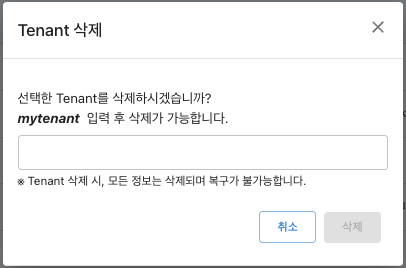 Tenant 삭제
선택한 Tenant를 삭제하시겠습니까?
mytenant 입력 후 삭제가 가능합니다.
※ Tenant 삭제 시, 모든 정보는 삭제되며 복구가 불가능합니다.
취소 삭제